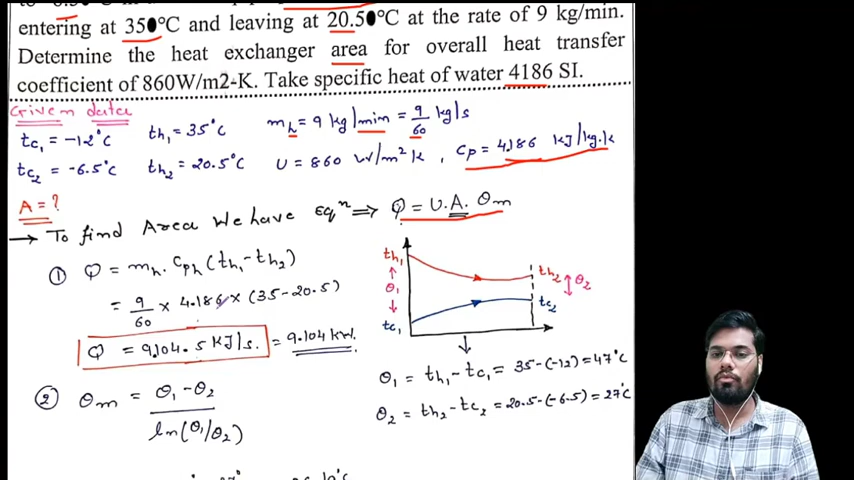 entering at 350°C and leaving at 20.50°C at the rate of 9 kg/min.
Determine the heat exchanger area for overall heat transfer
coefficient of 860W/m2-K. Take specific heat of water 4186 SI.
Given data
tc1 = -12°C th1 = 35°C mh = 9 kg/min = 9/60 kg/s
tc2 = -6.5°C th2 = 20.5°C U = 860 W/m²k , Cp = 4.186 KJ/kg.k
A = ?
→ To find Area we have eqn ⇒ Q = U.A. θm
① Q = mh. Cph (th1 - th2)
= 9/60 × 4.186 × (35 - 20.5)
Q = 9.104.5 KJ/s. = 9.104 kw.
② θm = θ1 - θ2 / ln(θ1/θ2)
th1
θ1
tc1
th2
θ2
tc2
θ1 = th1 - tc1 = 35 - (-12) = 47°C
θ2 = th2 - tc2 = 20.5 - (-6.5) = 27°C